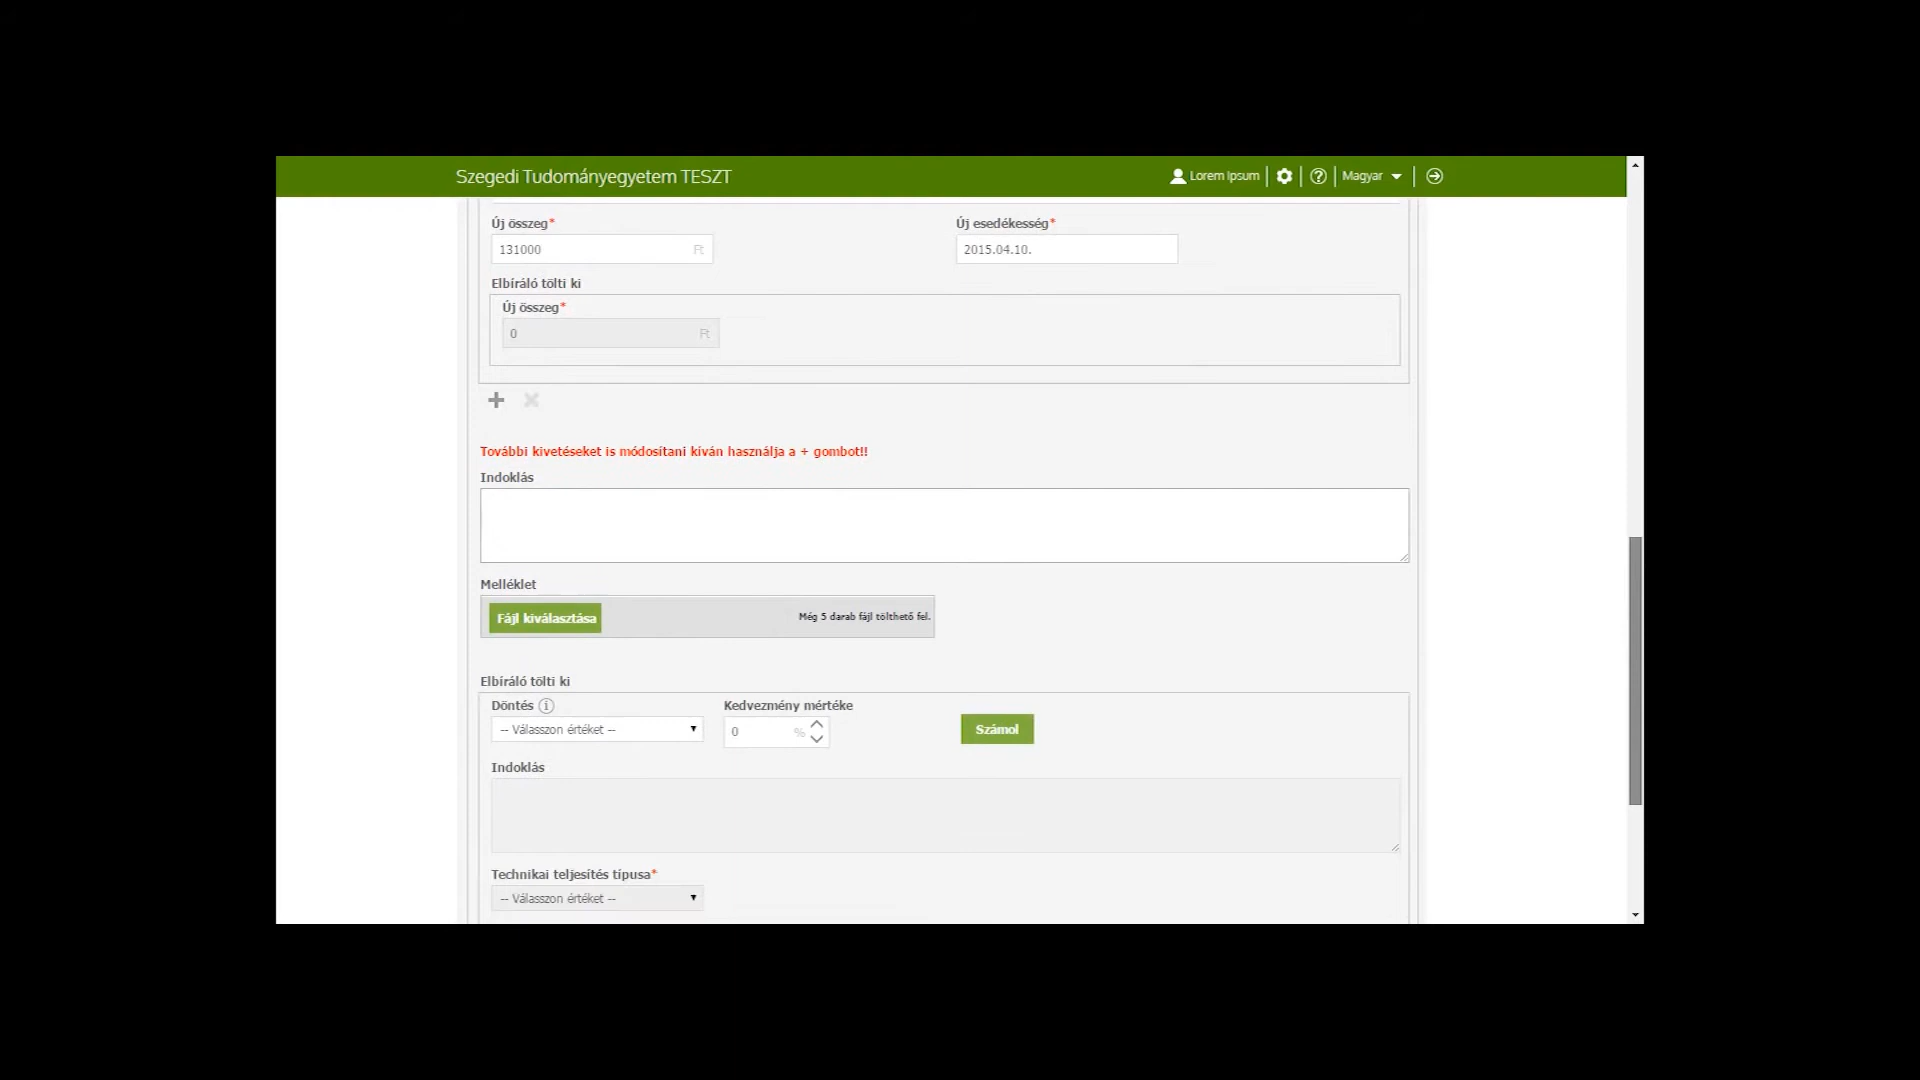 Szegedi Tudományegyetem TESZT
Lorem Ipsum
Magyar
Új összeg* Új esedékesség*
131000 Ft 2015.04.10.
Elbíráló tölti ki
Új összeg*
0 Ft
További kivetéseket is módosítani kíván használja a + gombot!!
Indoklás
Melléklet
Fájl kiválasztása Még 5 darab fájl tölthető fel.
Elbíráló tölti ki
Döntés Kedvezmény mértéke
-- Válasszon értéket -- 0 % Számol
Indoklás
Technikai teljesítés típusa*
-- Válasszon értéket --